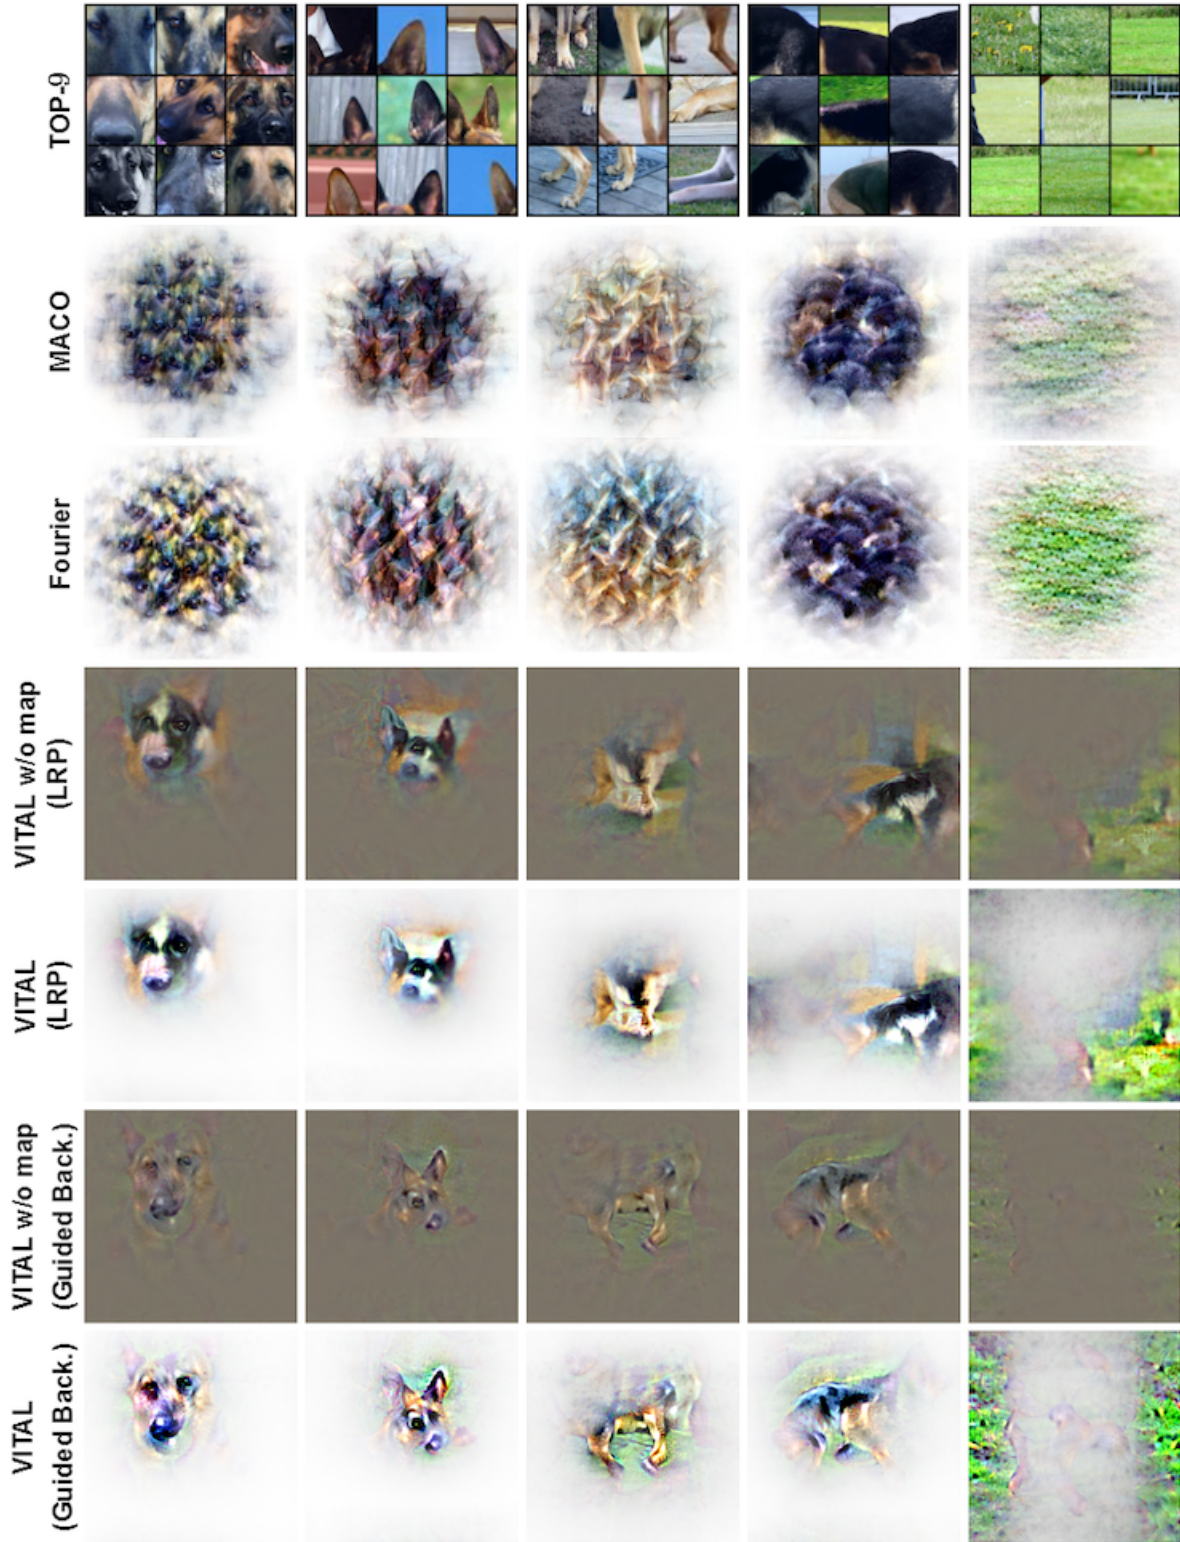 TOP-9
MACO
Fourier
VITAL w/o map
(LRP)
VITAL
(LRP)
VITAL w/o map
(Guided Back.)
VITAL
(Guided Back.)